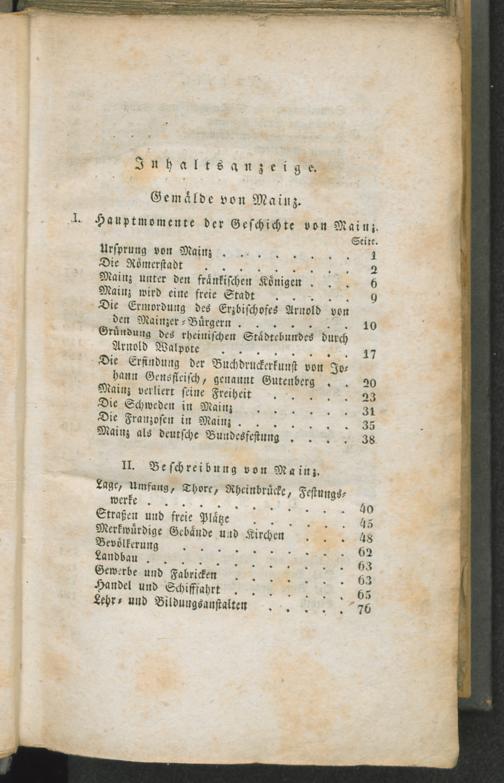 Inhaltsanzeige.
Gemälde von Mainz.
I. Hauptmomente der Geschichte von Mainz.
Seite.
Ursprung von Mainz . . . . . . . . 1
Die Römerstadt . . . . . . . . 2
Mainz unter den fränkischen Königen . . . 6
Mainz wird eine freie Stadt . . . . . 9
Die Ermordung des Erzbischofes Arnold von
den Mainzer-Bürgern . . . . . . . 10
Gründung des rheinischen Städtebundes durch
Arnold Walpote . . . . . . . . 17
Die Erfindung der Buchdruckerkunst von Jo-
hann Gensfleisch, genannt Gutenberg . . 20
Mainz verliert seine Freiheit . . . . . 23
Die Schweden in Mainz . . . . . . 31
Die Franzosen in Mainz . . . . . . 35
Mainz als deutsche Bundesfestung . . . . 38
II. Beschreibung von Mainz.
Lage, Umfang, Thore, Rheinbrücke, Festungs-
werke . . . . . . . . . . . 40
Straßen und freie Plätze . . . . . . 45
Merkwürdige Gebäude und Kirchen . . . 48
Bevölkerung . . . . . . . . . 62
Landbau . . . . . . . . . . 63
Gewerbe und Fabricken . . . . . . 63
Handel und Schifffahrt . . . . . . 65
Lehr- und Bildungsanstalten . . . . . 76